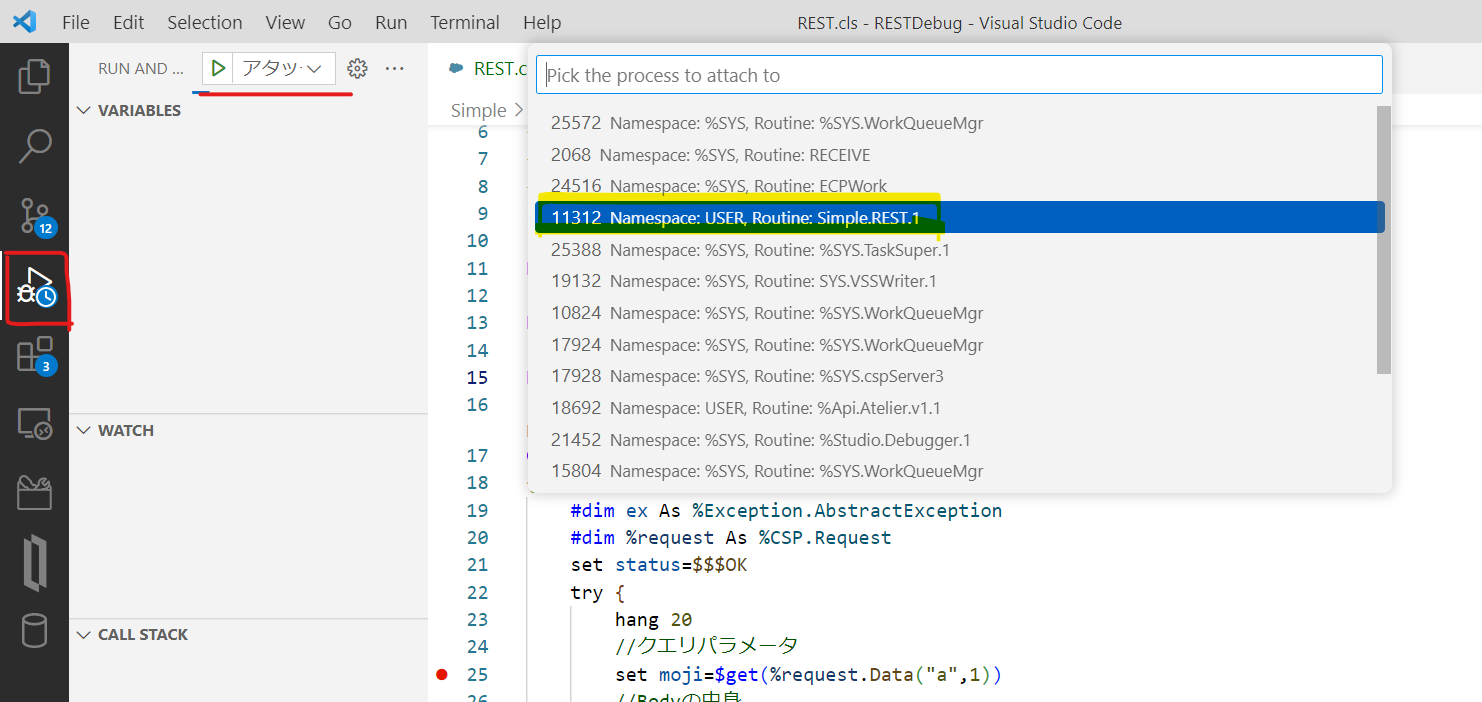 File Edit Selection View Go Run Terminal Help REST.cls - RESTDebug - Visual Studio Code
RUN AND ... アタッ
VARIABLES
WATCH
CALL STACK
12
3
REST.c
Simple >
Pick the process to attach to
25572 Namespace: %SYS, Routine: %SYS.WorkQueueMgr
2068 Namespace: %SYS, Routine: RECEIVE
24516 Namespace: %SYS, Routine: ECPWork
11312 Namespace: USER, Routine: Simple.REST.1
25388 Namespace: %SYS, Routine: %SYS.TaskSuper.1
19132 Namespace: %SYS, Routine: SYS.VSSWriter.1
10824 Namespace: %SYS, Routine: %SYS.WorkQueueMgr
17924 Namespace: %SYS, Routine: %SYS.WorkQueueMgr
17928 Namespace: %SYS, Routine: %SYS.cspServer3
18692 Namespace: USER, Routine: %Api.Atelier.v1.1
21452 Namespace: %SYS, Routine: %Studio.Debugger.1
15804 Namespace: %SYS, Routine: %SYS.WorkQueueMgr
6
7
8
9
10
11
12
13
14
15
16
17
18
19 #dim ex As %Exception.AbstractException
20 #dim %request As %CSP.Request
21 set status=$$$OK
22 try {
23 hang 20
24 //クエリパラメータ
25 set moji=$get(%request.Data("a",1))
26 //Bodyの中身